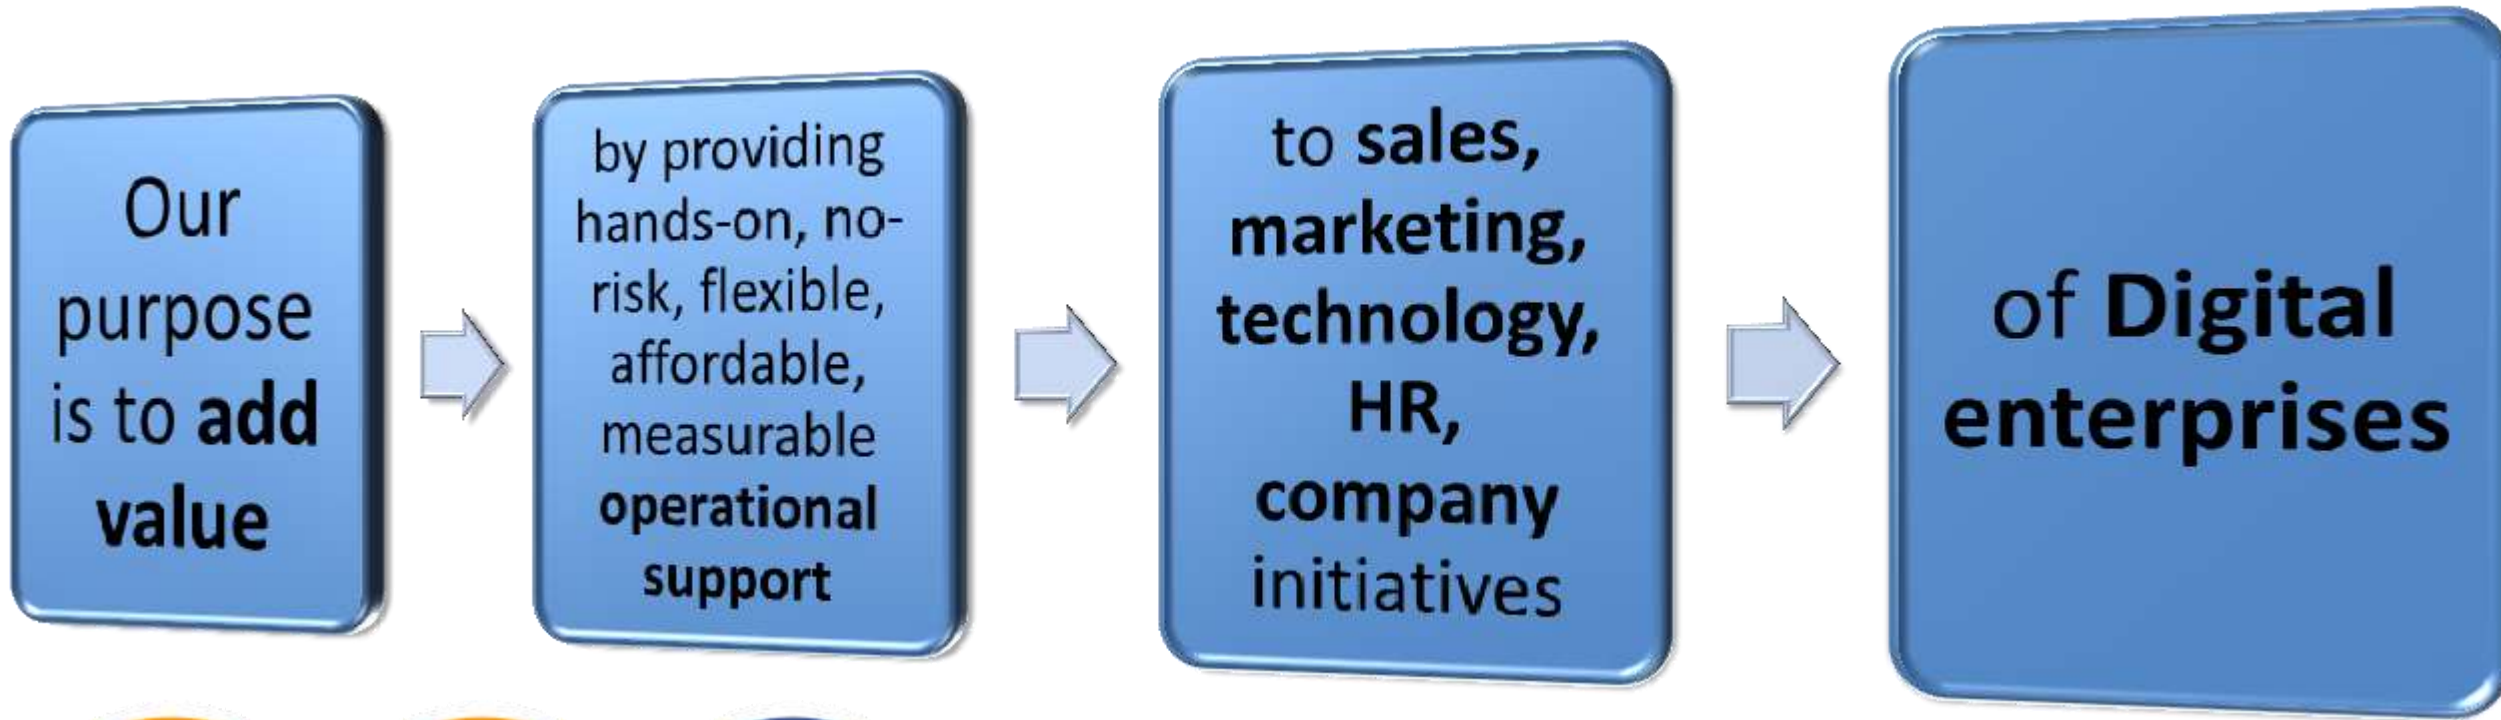 Our
purpose
is to add
value
by providing
hands-on, no-
risk, flexible,
affordable,
measurable
operational
support
to sales,
marketing,
technology,
HR,
company
initiatives
of Digital
enterprises